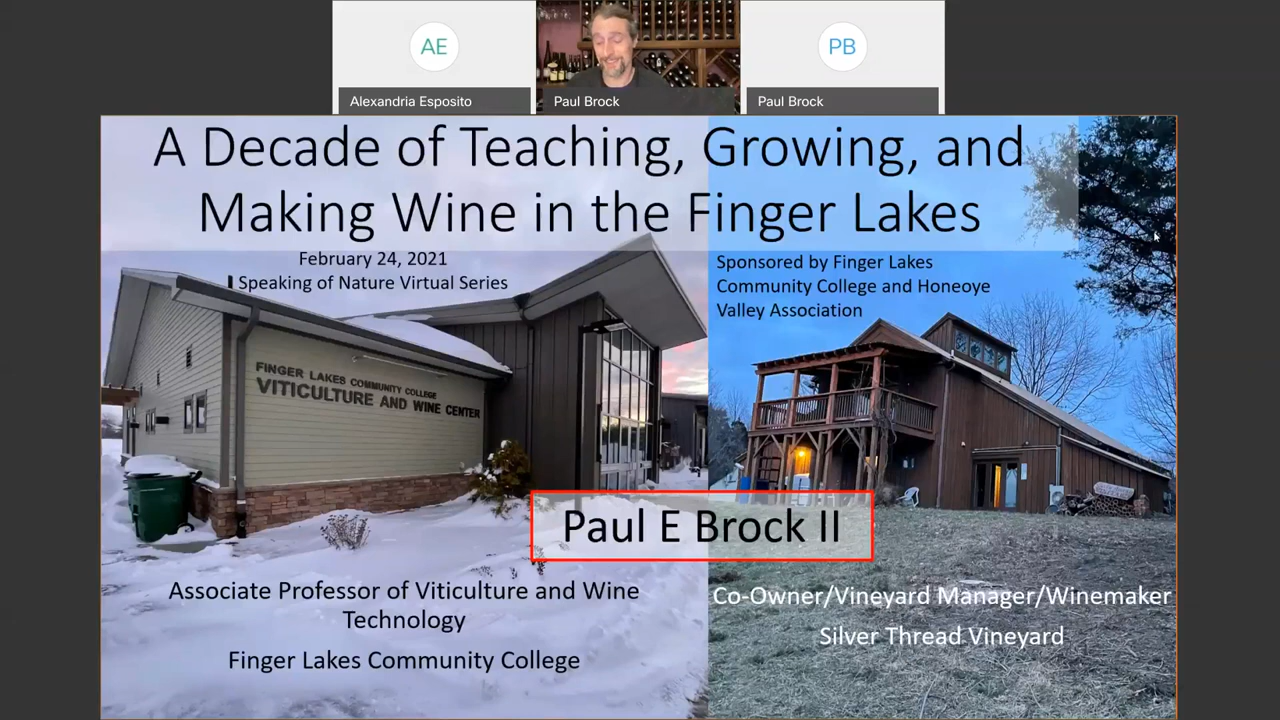 AE
PB
Alexandria Esposito
Paul Brock
Paul Brock
A Decade of Teaching, Growing, and
Making Wine in the Finger Lakes
February 24, 2021
Speaking of Nature Virtual Series
Sponsored by Finger Lakes
Community College and Honeoye
Valley Association
FINGER LAKES COMMUNITY COLLEGE
VITICULTURE AND WINE CENTER
Paul E Brock II
Associate Professor of Viticulture and Wine
Technology
Finger Lakes Community College
Co-Owner/Vineyard Manager/Winemaker
Silver Thread Vineyard